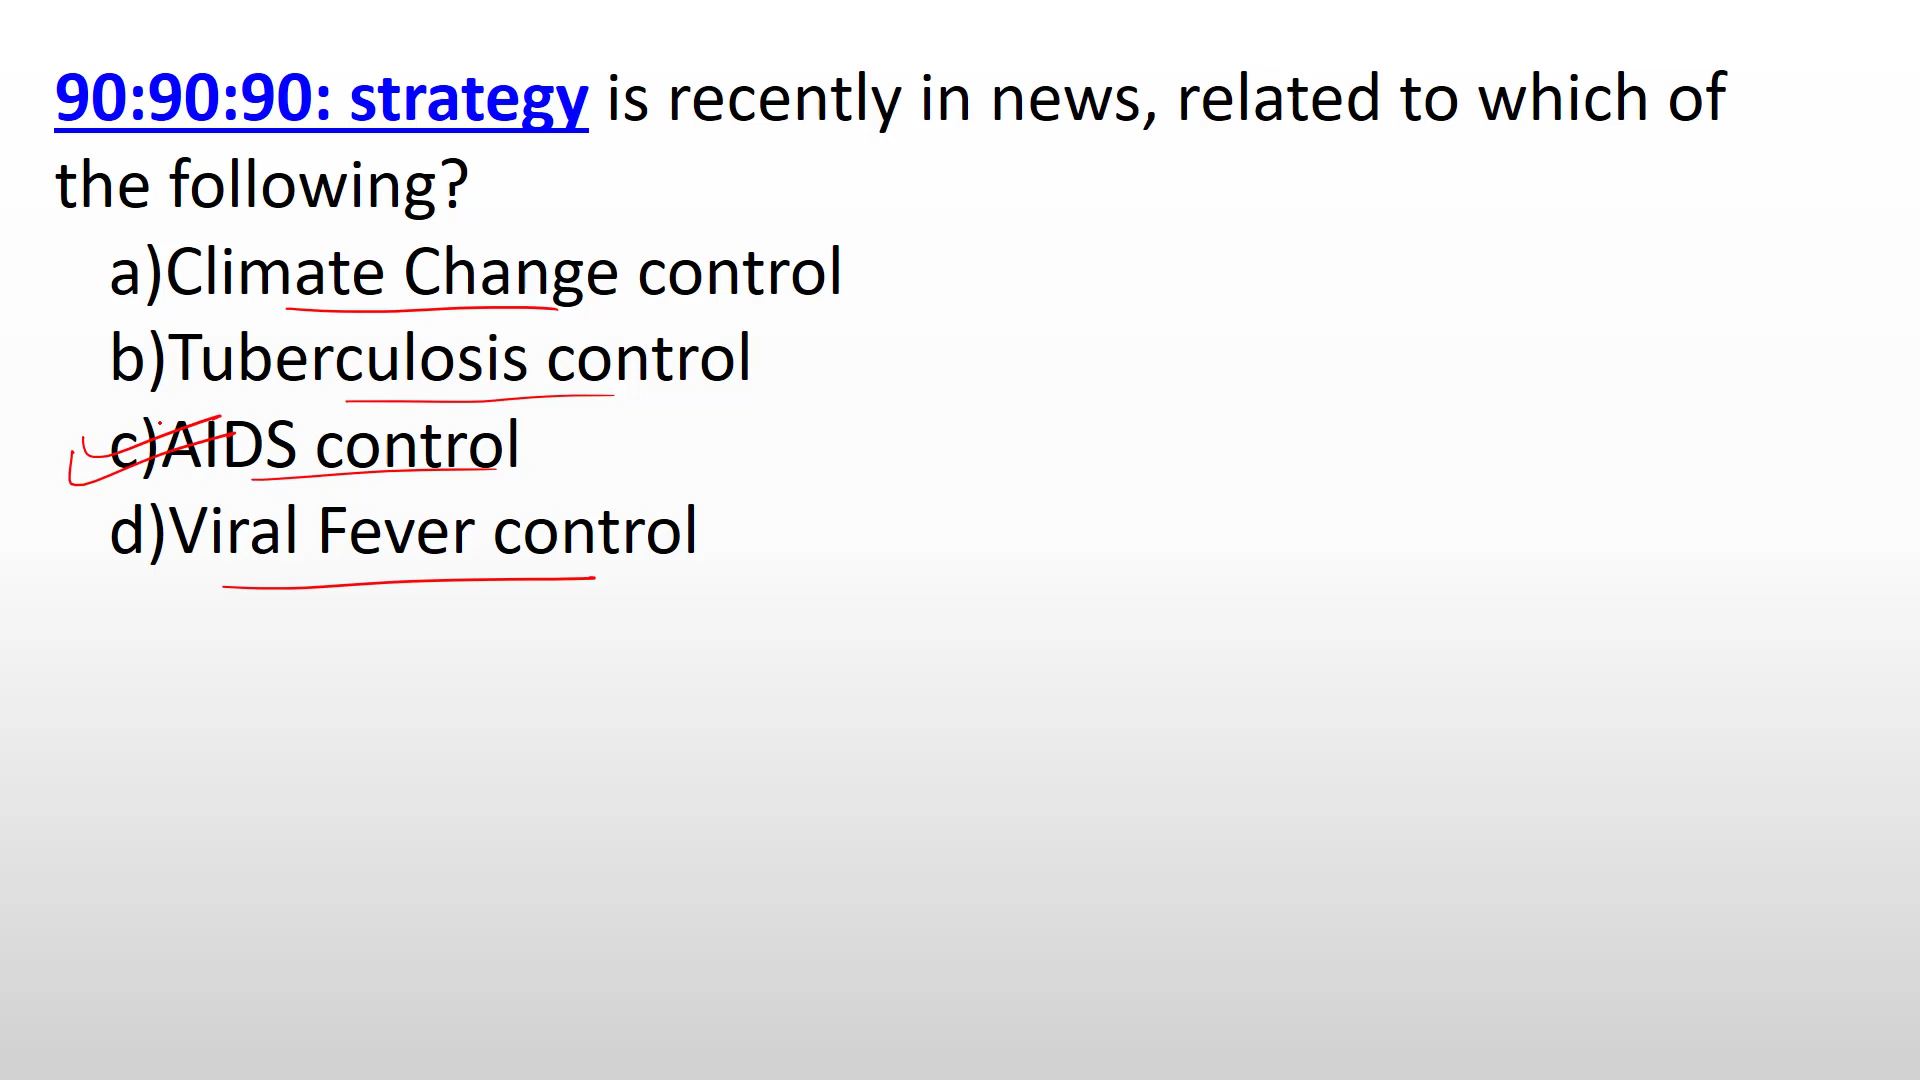 90:90:90: strategy is recently in news, related to which of
the following?
a)Climate Change control
b)Tuberculosis control
c)AIDS control
d)Viral Fever control